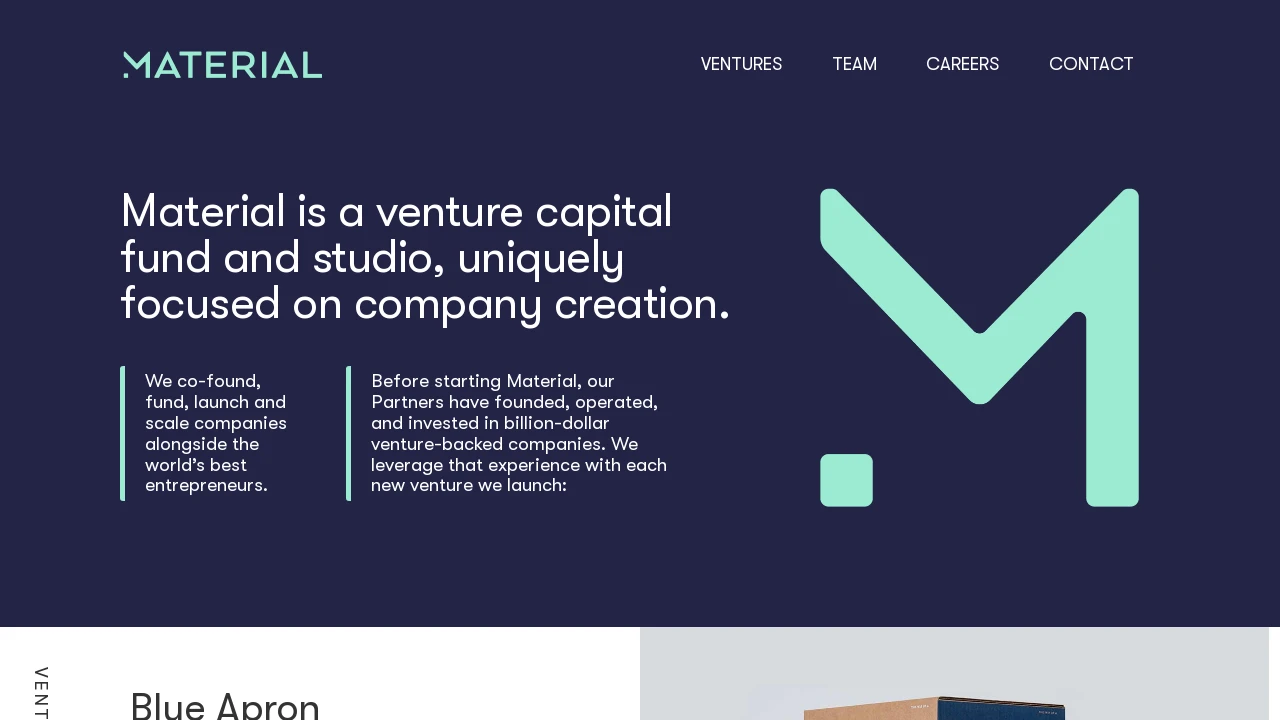 MATERIAL
VENTURES TEAM CAREERS CONTACT
Material is a venture capital
fund and studio, uniquely
focused on company creation.
We co-found,
fund, launch and
scale companies
alongside the
world's best
entrepreneurs.
Before starting Material, our
Partners have founded, operated,
and invested in billion-dollar
venture-backed companies. We
leverage that experience with each
new venture we launch:
VENT
Blue Apron